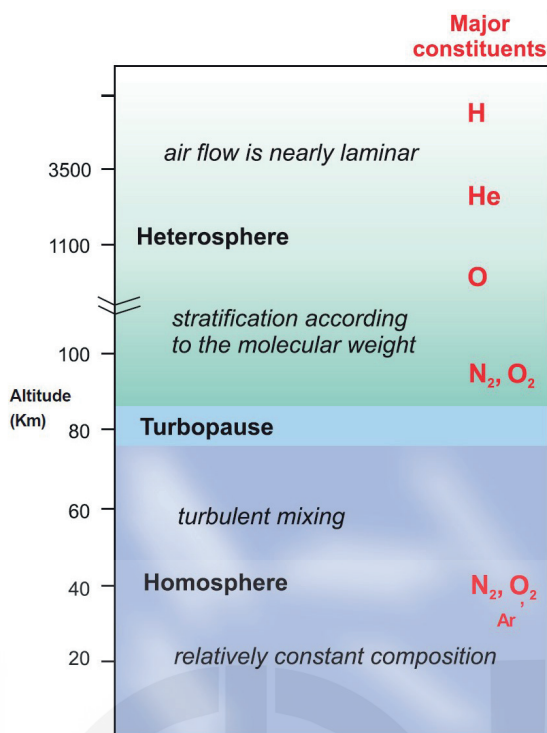 Major
constituents
H
air flow is nearly laminar
3500
He
Heterosphere
1100
O
stratification according
to the molecular weight
100
N₂, O₂
Altitude
(Km)
Turbopause
80
60
turbulent mixing
Homosphere
40
N₂, O₂,
Ar
20
relatively constant composition